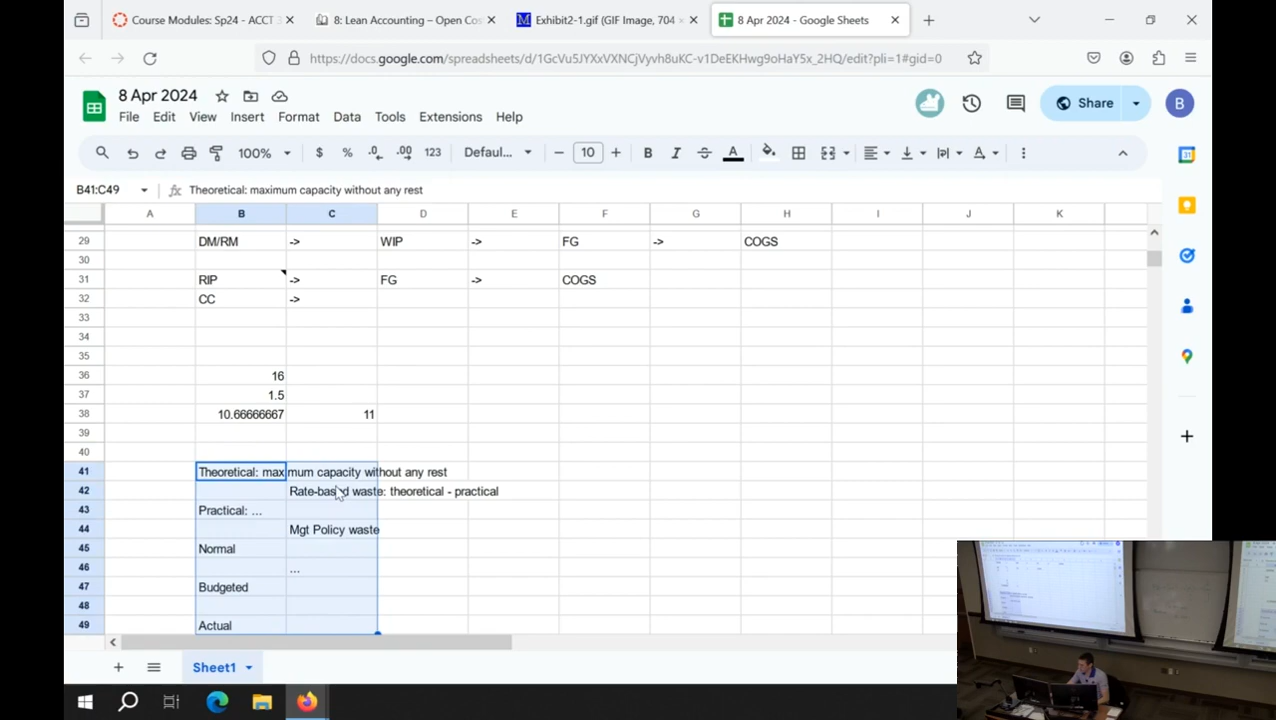 Course Modules: Sp24 - ACCT 3
8: Lean Accounting – Open Cos
Exhibit2-1.gif (GIF Image, 704 ×
8 Apr 2024 - Google Sheets
https://docs.google.com/spreadsheets/d/1GcVu5JYXxVXNCjVyvh8uKC-v1DeEKHwg9oHaY5x_2HQ/edit?pli=1#gid=0
8 Apr 2024
File Edit View Insert Format Data Tools Extensions Help
Share
B
100% $ % .0 .00 123 Defaul... 10 B I A
B41:C49 fx Theoretical: maximum capacity without any rest
A B C D E F G H I J K
29 DM/RM -> WIP -> FG -> COGS
30
31 RIP -> FG -> COGS
32 CC ->
33
34
35
36 16
37 1.5
38 10.66666667 11
39
40
41 Theoretical: maximum capacity without any rest
42 Rate-based waste: theoretical - practical
43 Practical: ...
44 Mgt Policy waste
45 Normal
46 ...
47 Budgeted
48
49 Actual
Sheet1